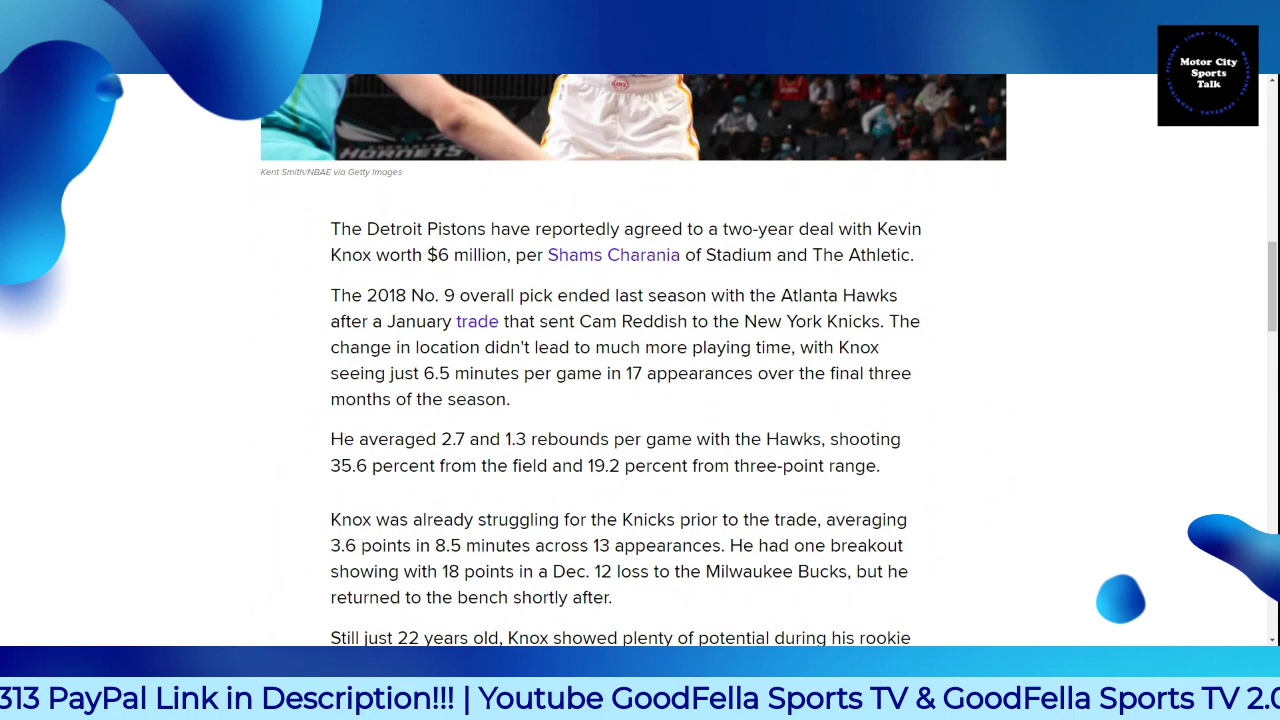 Motor City
Sports
Talk
HORNETS
Kent Smith/NBAE via Getty Images
The Detroit Pistons have reportedly agreed to a two-year deal with Kevin
Knox worth $6 million, per Shams Charania of Stadium and The Athletic.
The 2018 No. 9 overall pick ended last season with the Atlanta Hawks
after a January trade that sent Cam Reddish to the New York Knicks. The
change in location didn't lead to much more playing time, with Knox
seeing just 6.5 minutes per game in 17 appearances over the final three
months of the season.
He averaged 2.7 and 1.3 rebounds per game with the Hawks, shooting
35.6 percent from the field and 19.2 percent from three-point range.
Knox was already struggling for the Knicks prior to the trade, averaging
3.6 points in 8.5 minutes across 13 appearances. He had one breakout
showing with 18 points in a Dec. 12 loss to the Milwaukee Bucks, but he
returned to the bench shortly after.
Still just 22 years old, Knox showed plenty of potential during his rookie
313 PayPal Link in Description!!! | Youtube GoodFella Sports TV & GoodFella Sports TV 2.0